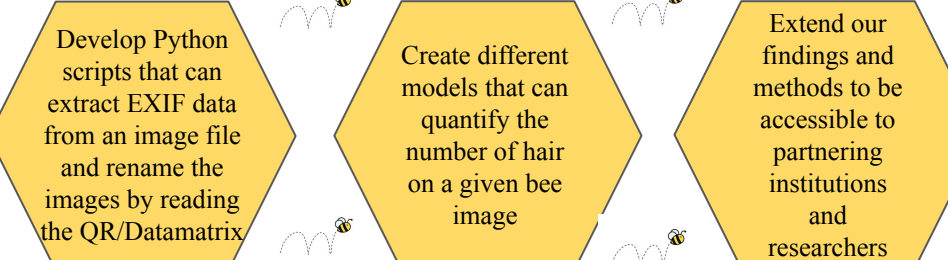 Develop Python
scripts that can
extract EXIF data
from an image file
and rename the
images by reading
the QR/Datamatrix
Create different
models that can
quantify the
number of hair
on a given bee
image
Extend our
findings and
methods to be
accessible to
partnering
institutions
and
researchers